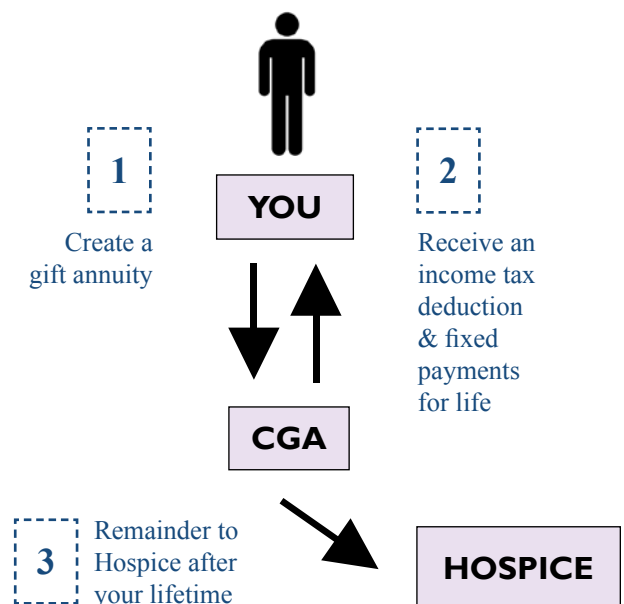 1
Create a
gift annuity
YOU
2
Receive an
income tax
deduction
& fixed
payments
for life
CGA
3
Remainder to
Hospice after
your lifetime
HOSPICE